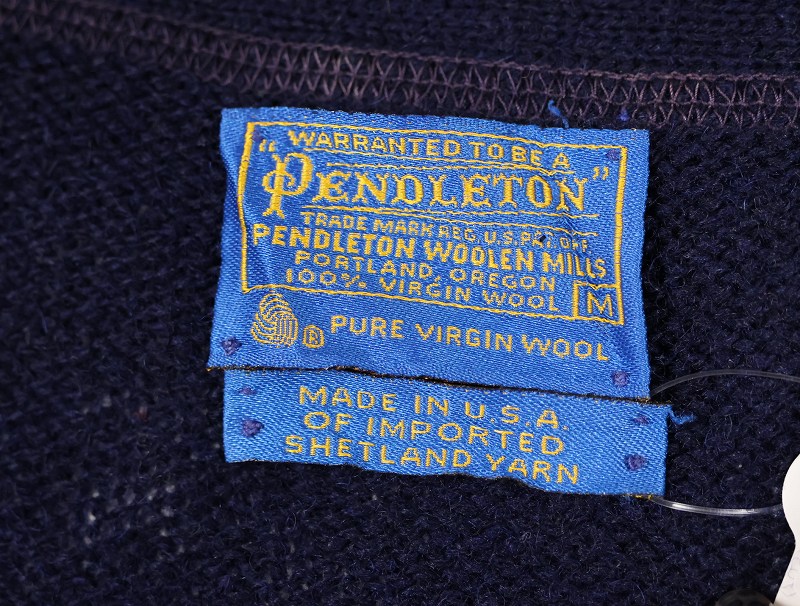 WARRANTED TO BE A
"PENDLETON"
TRADE MARK REG. U.S. PAT. OFF.
PENDLETON WOOLEN MILLS
PORTLAND, OREGON
100% VIRGIN WOOL M
® PURE VIRGIN WOOL
MADE IN U.S.A.
OF IMPORTED
SHETLAND YARN